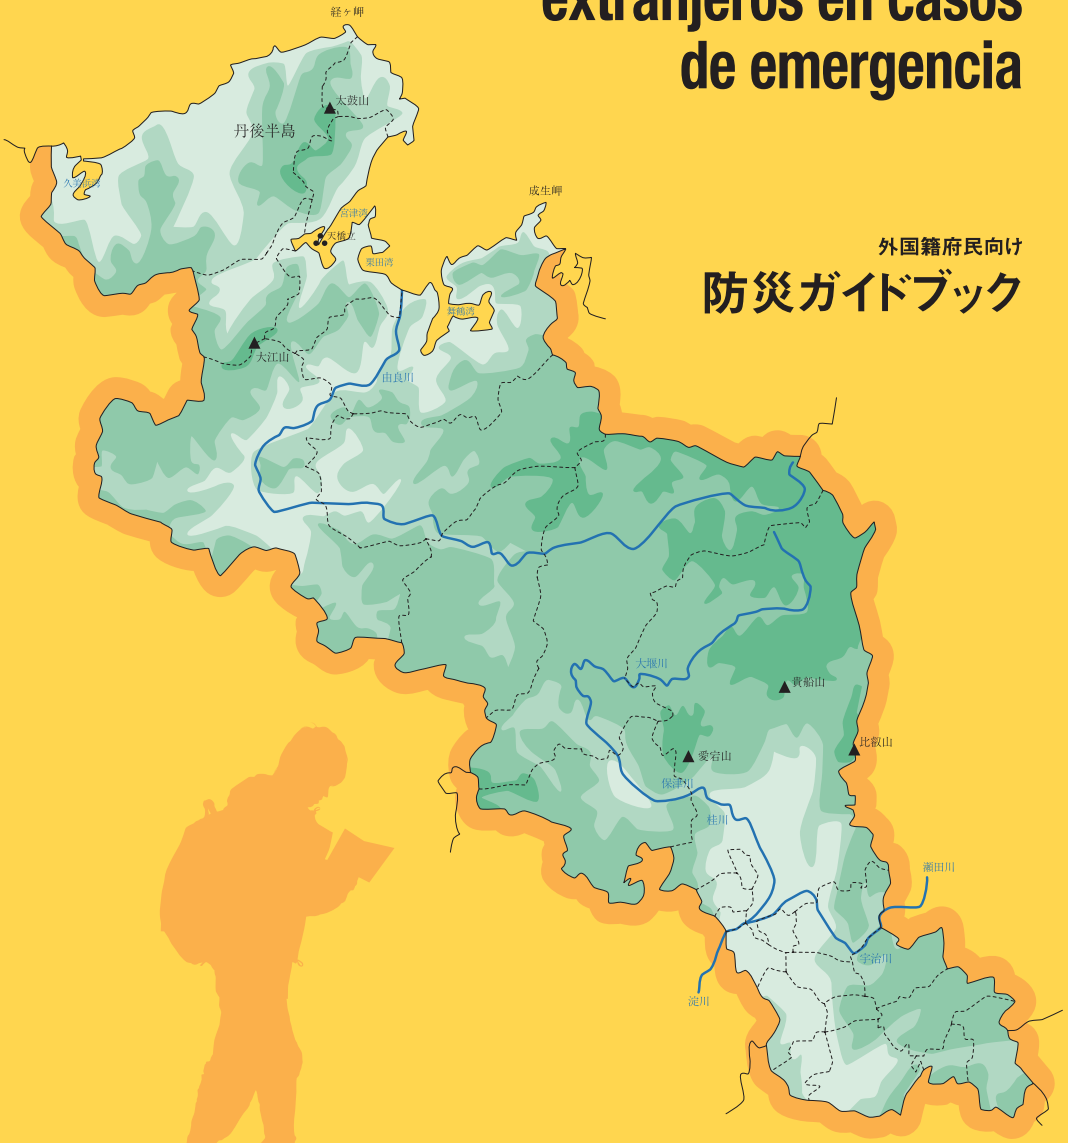 extranjeros en casos
de emergencia
経ヶ岬
太鼓山
丹後半島
久美浜湾
成生岬
宮津湾
天橋立
外国籍府民向け
栗田湾
防災ガイドブック
舞鶴湾
大江山
由良川
大堰川
貴船山
比叡山
愛宕山
保津川
桂川
瀬田川
宇治川
淀川